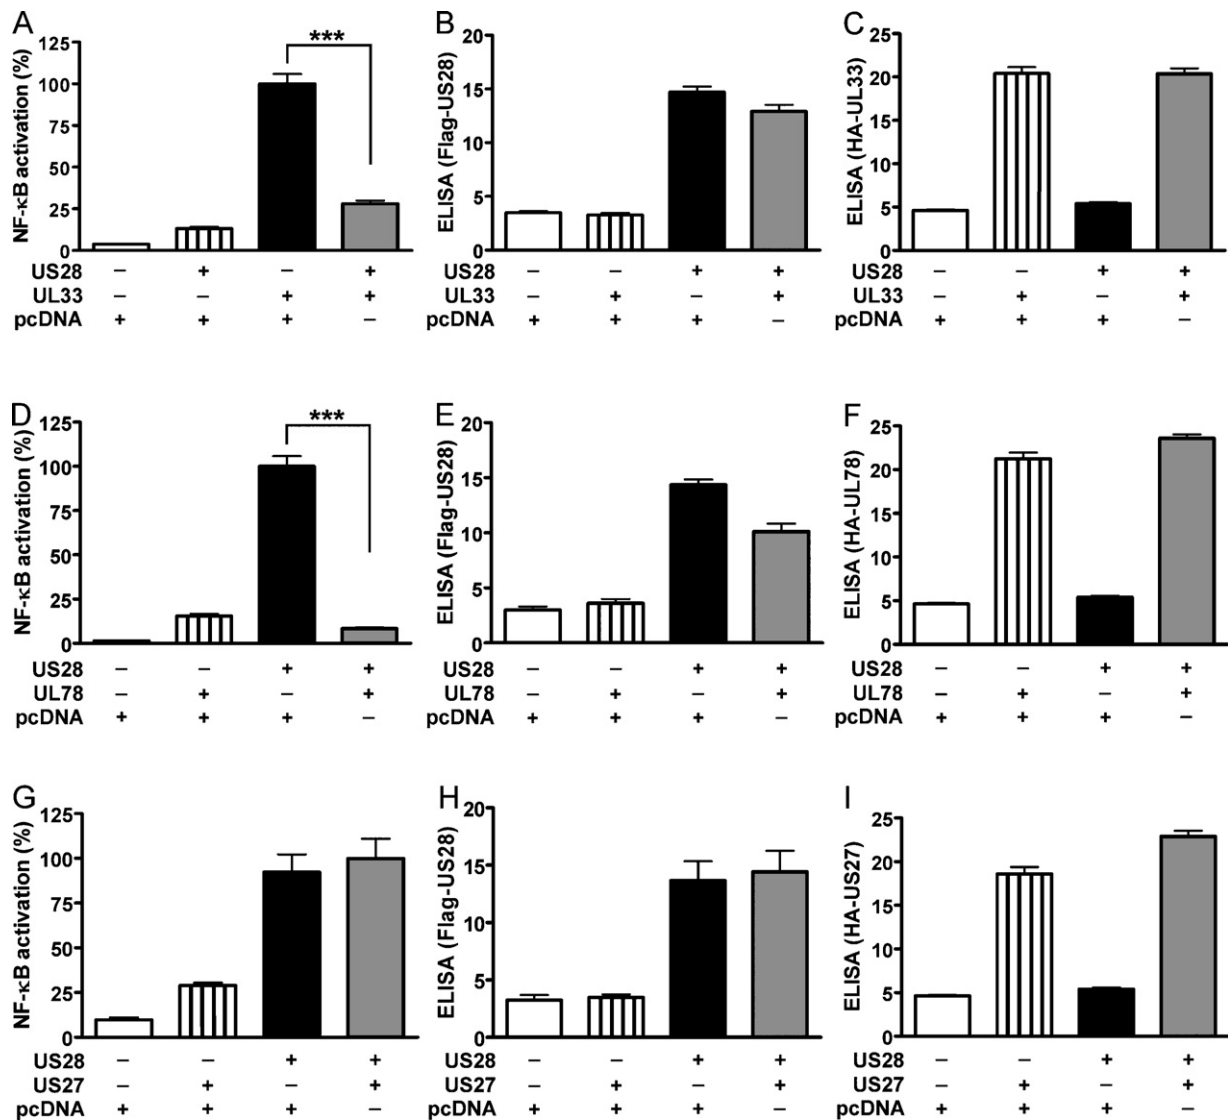 A
NF-κB activation (%)
125
100
75
50
25
0
***
US28 – + – +
UL33 – – + +
pcDNA + + + –
B
ELISA (Flag-US28)
20
15
10
5
0
US28 – – + +
UL33 – + – +
pcDNA + + + –
C
ELISA (HA-UL33)
25
20
15
10
5
0
US28 – – + +
UL33 – + – +
pcDNA + + + –
D
NF-κB activation (%)
125
100
75
50
25
0
***
US28 – – + +
UL78 – + – +
pcDNA + + + –
E
ELISA (Flag-US28)
20
15
10
5
0
US28 – – + +
UL78 – + – +
pcDNA + + + –
F
ELISA (HA-UL78)
25
20
15
10
5
0
US28 – – + +
UL78 – + – +
pcDNA + + + –
G
NF-κB activation (%)
125
100
75
50
25
0
US28 – – + +
US27 – + – +
pcDNA + + + –
H
ELISA (Flag-US28)
20
15
10
5
0
US28 – – + +
US27 – + – +
pcDNA + + + –
I
ELISA (HA-US27)
25
20
15
10
5
0
US28 – – + +
US27 – + – +
pcDNA + + + –